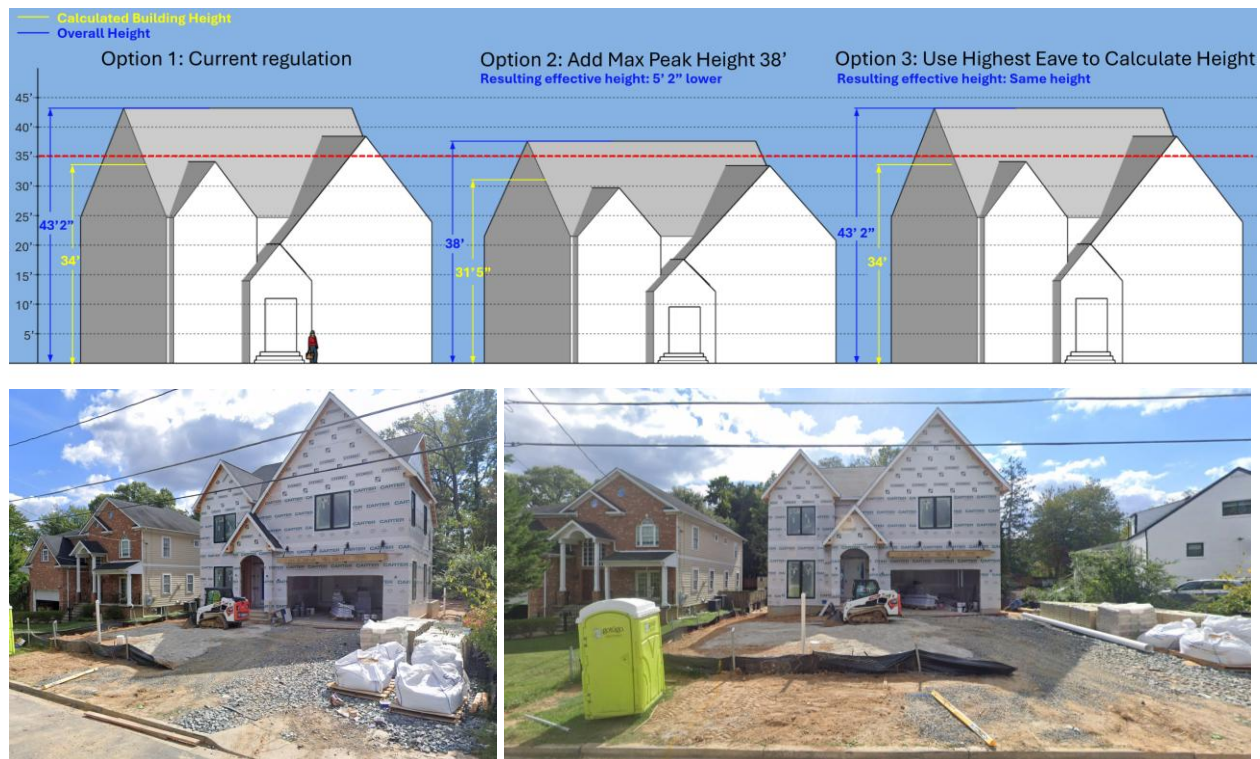 Calculated Building Height
Overall Height
Option 1: Current regulation
Option 2: Add Max Peak Height 38’
Resulting effective height: 5’ 2” lower
Option 3: Use Highest Eave to Calculate Height
Resulting effective height: Same height
45’
40’
35’
30’
25’
20’
15’
10’
5’
43’ 2”
34’
38’
31’ 5”
43’ 2”
34’